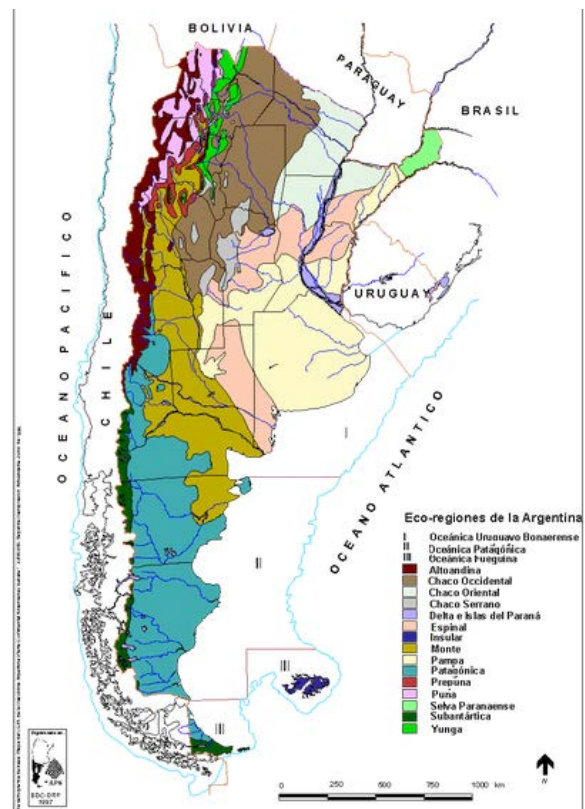 BOLIVIA
PARAGUAY
BRASIL
URUGUAY
OCEANO PACIFICO
CHILE
OCEANO ATLANTICO
I
II
III
III
Eco-regiones de la Argentina
I Oceánica Uruguayo Bonaerense
II Oceánica Patagónica
III Oceánica Fueguina
Altoandina
Chaco Occidental
Chaco Oriental
Chaco Serrano
Delta e Islas del Paraná
Espinal
Insular
Monte
Pampa
Patagónica
Prepuna
Puna
Selva Paranaense
Subantártica
Yunga
0 250 500 750 1000 km
N
1997